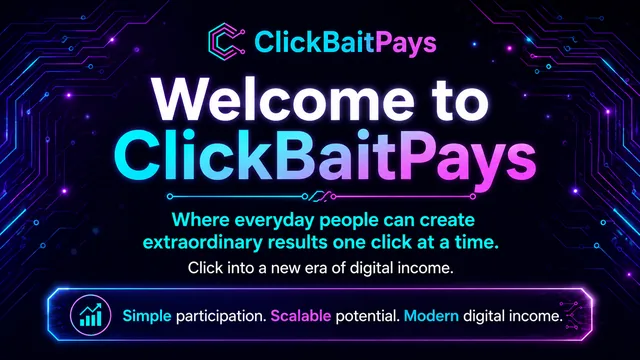 ClickBaitPays
Welcome to
ClickBaitPays
Where everyday people can create
extraordinary results one click at a time.
Click into a new era of digital income.
Simple participation. Scalable potential. Modern digital income.